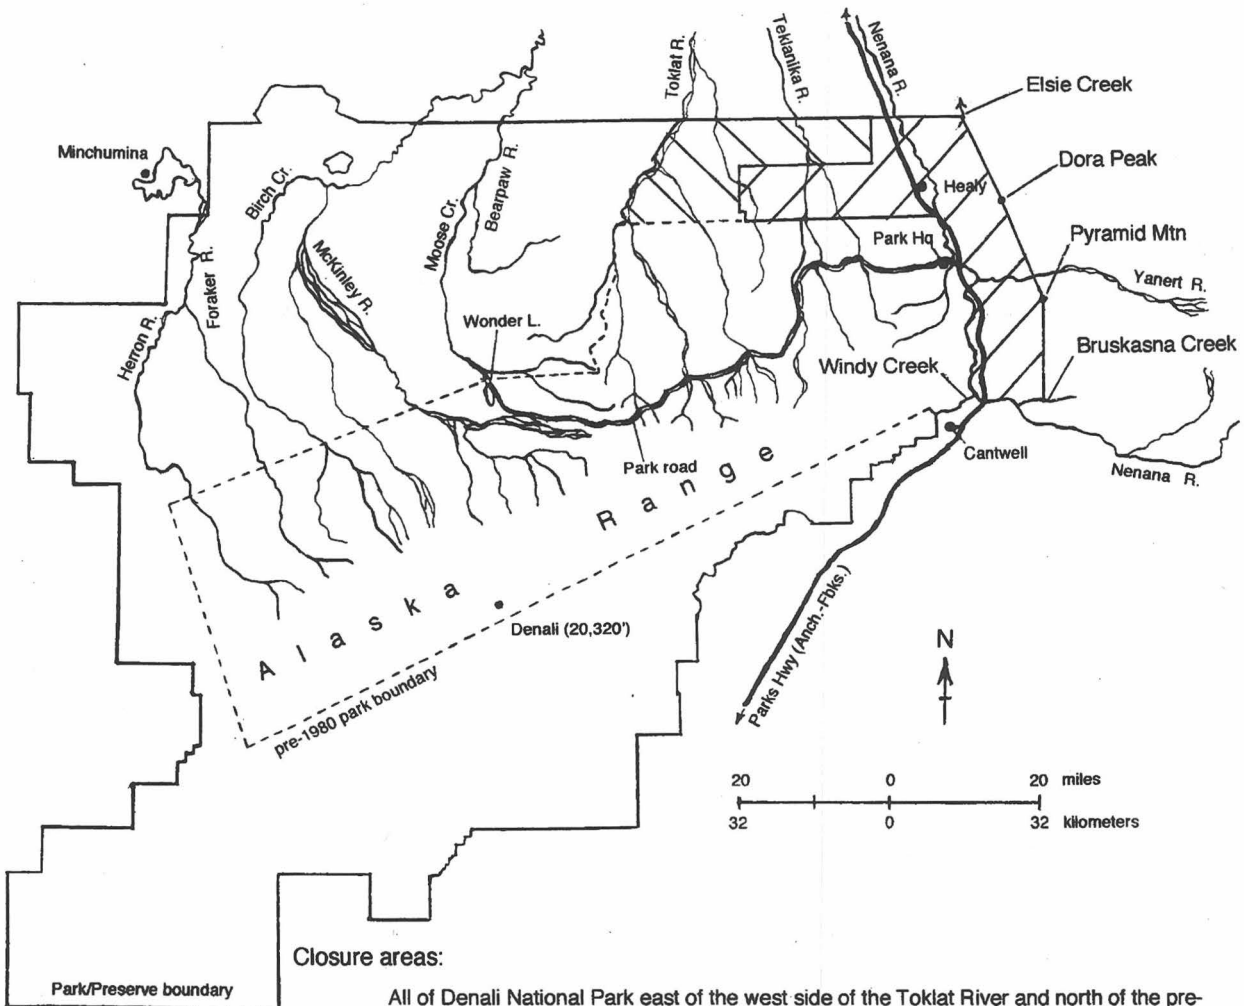 Toklat R.
Teklanika R.
Nenana R.
Elsie Creek
Minchumina
Birch Cr.
Bearpaw R.
Moose Cr.
Dora Peak
Healy
Foraker R.
McKinley R.
Park Hq
Pyramid Mtn
Yanert R.
Herron R.
Wonder L.
Windy Creek
Bruskasna Creek
Park road
Cantwell
Nenana R.
Alaska Range
Denali (20,320')
pre-1980 park boundary
Parks Hwy (Anch.-Fbks.)
N
20 0 20 miles
32 0 32 kilometers
Closure areas:
Park/Preserve boundary
All of Denali National Park east of the west side of the Toklat River and north of the pre-